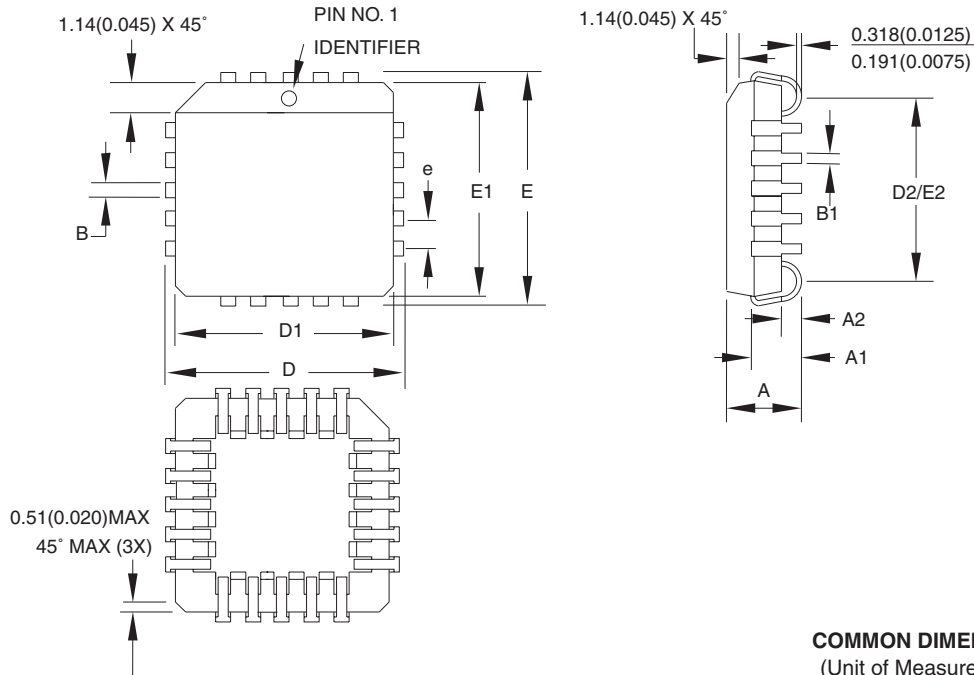 1.14(0.045) X 45˚
PIN NO. 1
IDENTIFIER
1.14(0.045) X 45˚
0.318(0.0125)
0.191(0.0075)
e
E1
E
B
B1
D2/E2
D1
D
A2
A1
A
0.51(0.020)MAX
45˚ MAX (3X)
COMMON DIME
(Unit of Measure